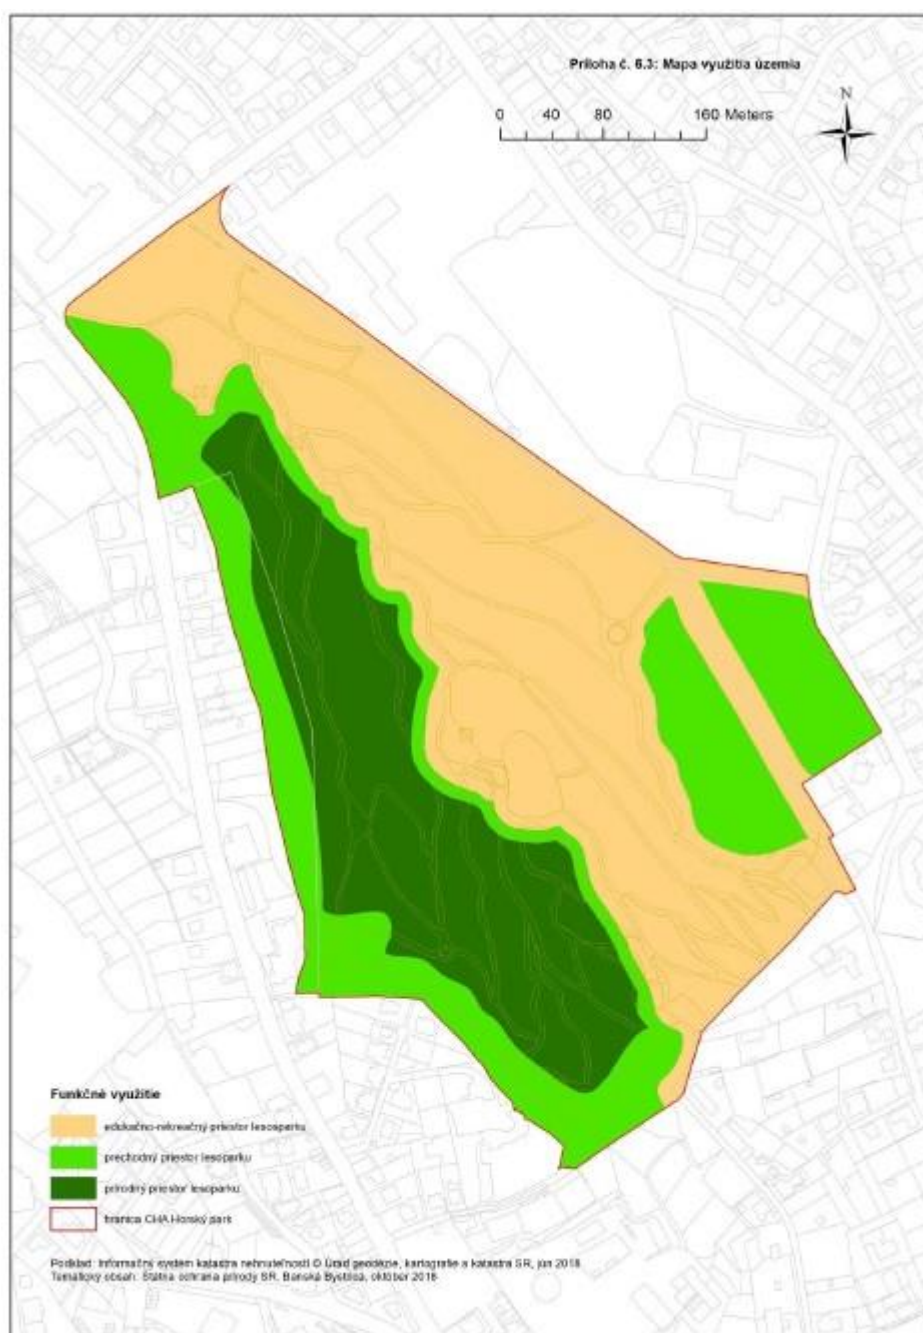 Príloha č. 6.3: Mapa využitia územia
0 40 80 160 Meters
N
Funkčné využitie
edukačno-rekreačný priestor lesoparku
prechodný priestor lesoparku
prírodný priestor lesoparku
hranica CHA Horský park
Podklad: Informačný systém katastra nehnuteľností © Úrad geodézie, kartografie a katastra SR, jún 2018
Tematický obsah: Štátna ochrana prírody SR, Banská Bystrica, október 2018